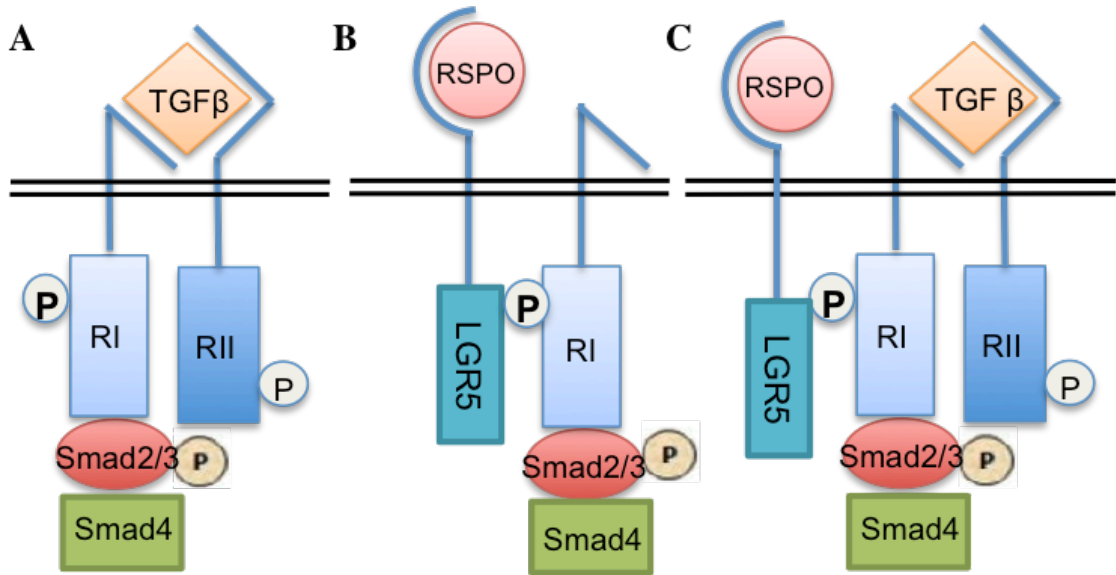 A
TGFβ
P
RI
RII
P
Smad2/3
P
Smad4
B
RSPO
LGR5
P
RI
Smad2/3
P
Smad4
C
RSPO
TGF β
LGR5
P
RI
RII
P
Smad2/3
P
Smad4